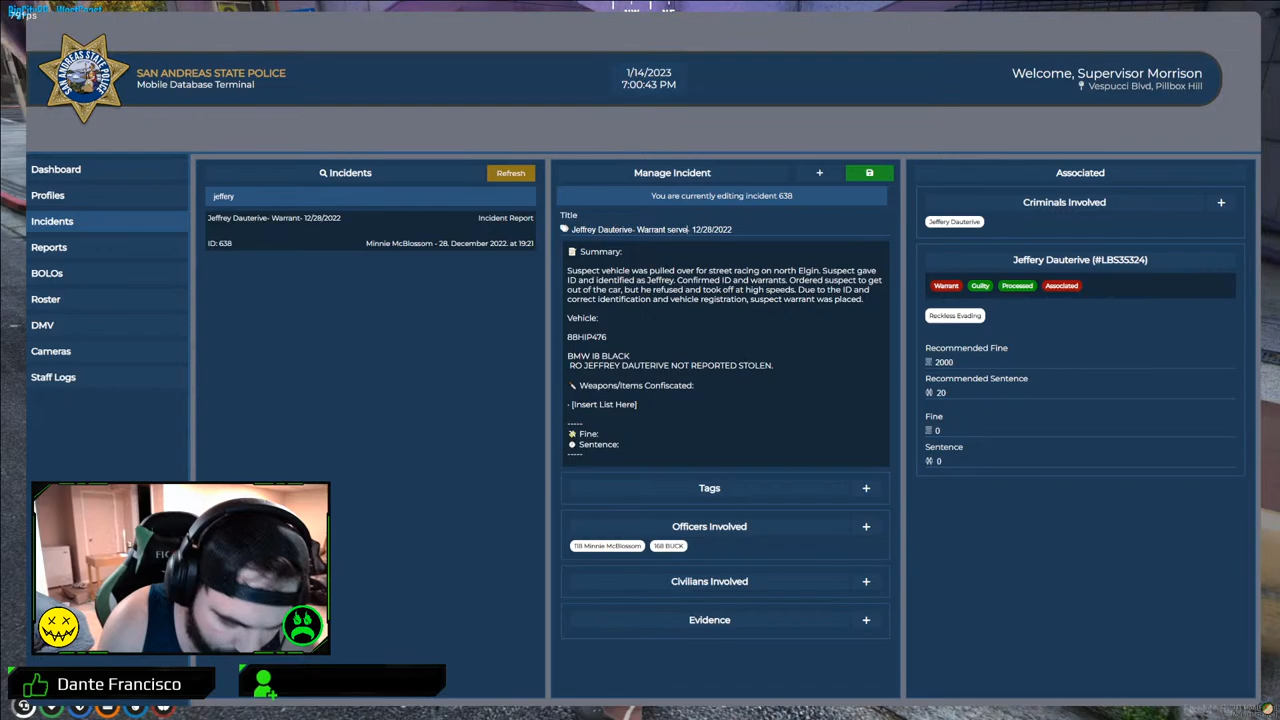 79fps
SAN ANDREAS STATE POLICE
Mobile Database Terminal
1/14/2023
7:00:43 PM
Welcome, Supervisor Morrison
Vespucci Blvd, Pillbox Hill
Dashboard
Profiles
Incidents
Reports
BOLOs
Roster
DMV
Cameras
Staff Logs
Incidents
Refresh
jeffery
Jeffrey Dauterive- Warrant- 12/28/2022
Incident Report
ID: 638
Minnie McBlossom - 28. December 2022. at 19:21
Manage Incident
+
You are currently editing incident 638
Title
Jeffrey Dauterive- Warrant serve- 12/28/2022
Summary:
Suspect vehicle was pulled over for street racing on north Elgin. Suspect gave
ID and identified as Jeffrey. Confirmed ID and warrants. Ordered suspect to get
out of the car, but he refused and took off at high speeds. Due to the ID and
correct identification and vehicle registration, suspect warrant was placed.
Vehicle:
88HIP476
BMW I8 BLACK
RO JEFFREY DAUTERIVE NOT REPORTED STOLEN.
Weapons/Items Confiscated:
· [Insert List Here]
-----
Fine:
Sentence:
-----
Tags
+
Officers Involved
+
118 Minnie McBlossom
168 BUCK
Civilians Involved
+
Evidence
+
Associated
Criminals Involved
+
Jeffery Dauterive
Jeffery Dauterive (#LBS35324)
Warrant
Guilty
Processed
Associated
Reckless Evading
Recommended Fine
2000
Recommended Sentence
20
Fine
0
Sentence
0
Dante Francisco